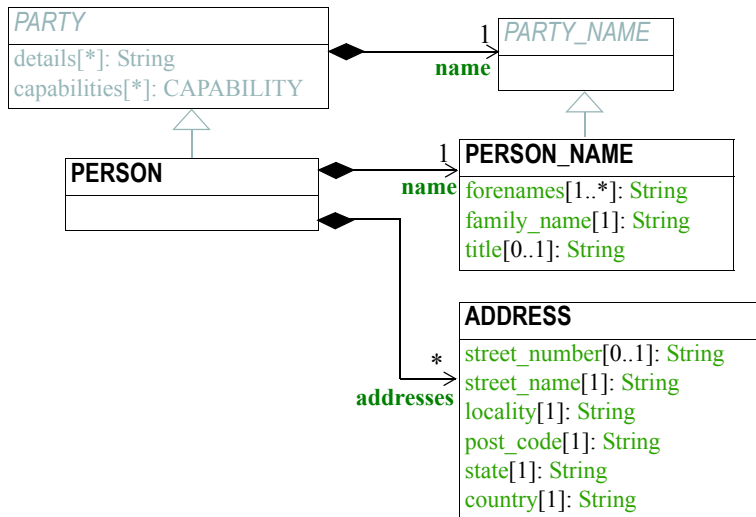 PARTY
details[*]: String
capabilities[*]: CAPABILITY
1
name
PARTY_NAME
PERSON
1
name
PERSON_NAME
forenames[1..*]: String
family_name[1]: String
title[0..1]: String
*
addresses
ADDRESS
street_number[0..1]: String
street_name[1]: String
locality[1]: String
post_code[1]: String
state[1]: String
country[1]: String